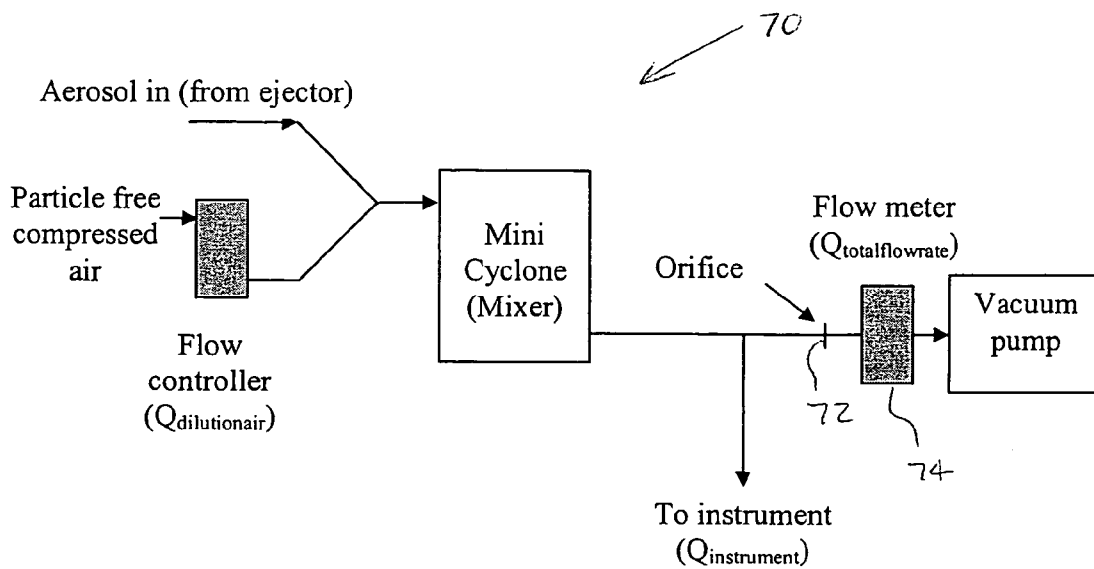 70
Aerosol in (from ejector)
Particle free
compressed
air
Flow
controller
(Qdilutionair)
Mini
Cyclone
(Mixer)
Orifice
Flow meter
(Qtotalflowrate)
Vacuum
pump
72
74
To instrument
(Qinstrument)